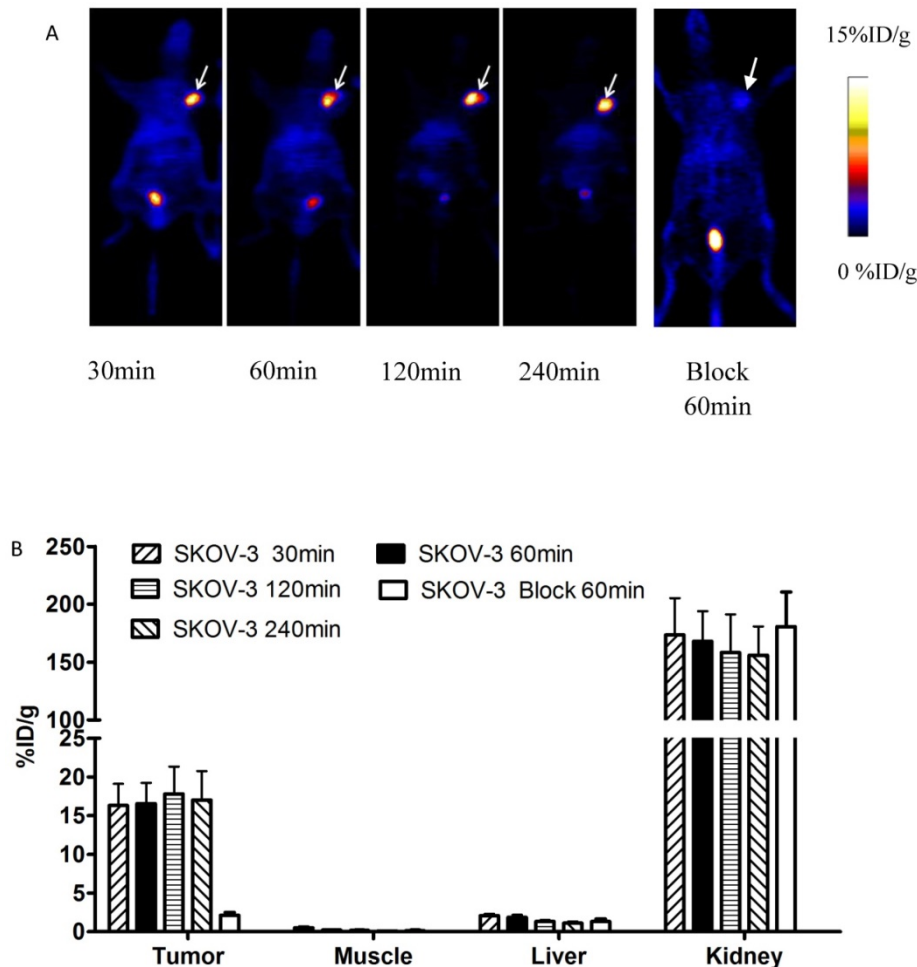 A
15%ID/g
0 %ID/g
30min
60min
120min
240min
Block
60min
B
250
200
150
100
25
20
15
10
5
0
%ID/g
SKOV-3 30min
SKOV-3 60min
SKOV-3 120min
SKOV-3 Block 60min
SKOV-3 240min
Tumor Muscle Liver Kidney